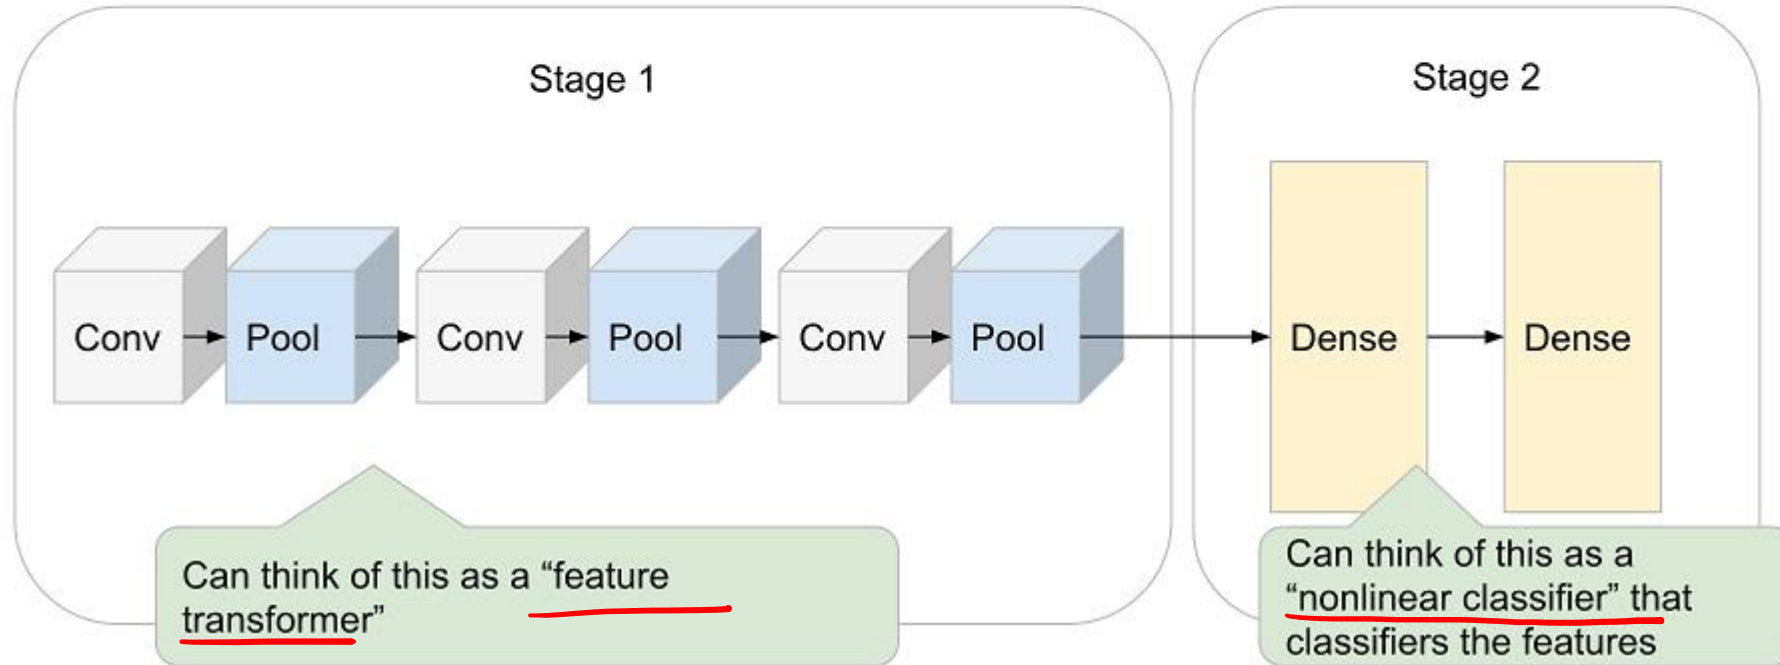 Stage 1
Stage 2
Conv
Pool
Conv
Pool
Conv
Pool
Dense
Dense
Can think of this as a “feature
transformer”
Can think of this as a
“nonlinear classifier” that
classifiers the features